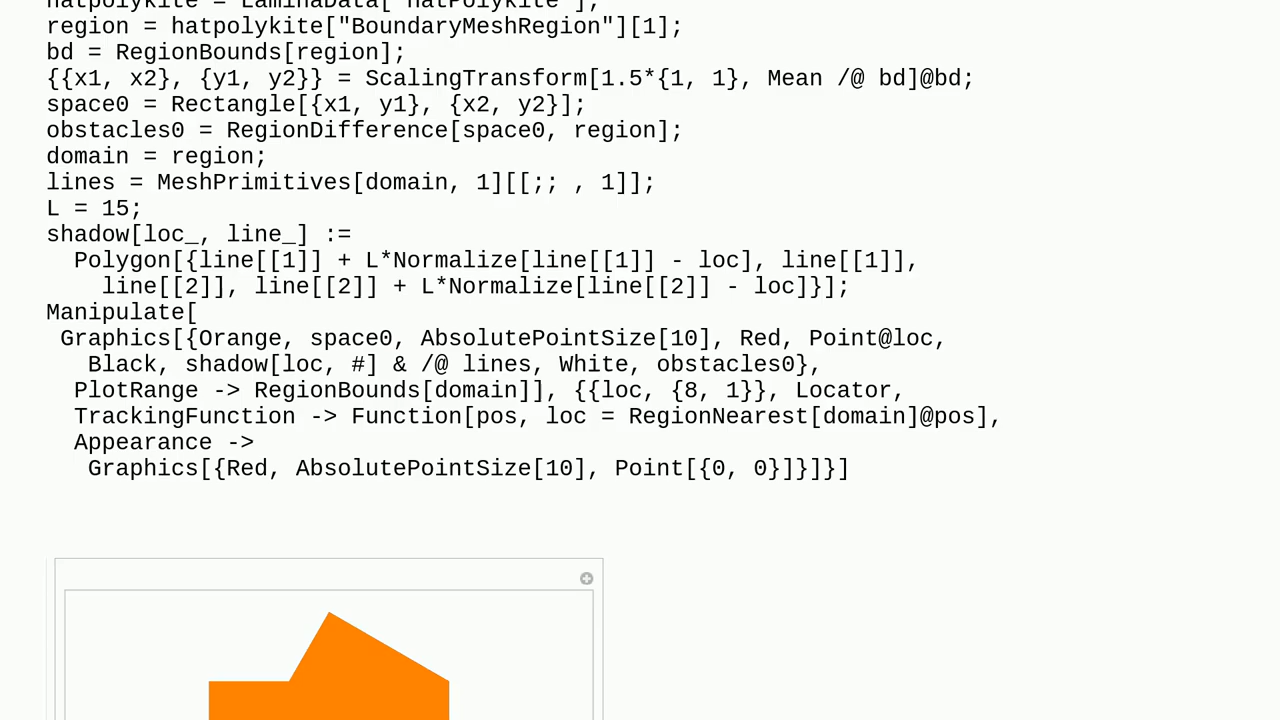 hatpolykite = LaminaData["HatPolykite"];
region = hatpolykite["BoundaryMeshRegion"][1];
bd = RegionBounds[region];
{{x1, x2}, {y1, y2}} = ScalingTransform[1.5*{1, 1}, Mean /@ bd]@bd;
space0 = Rectangle[{x1, y1}, {x2, y2}];
obstacles0 = RegionDifference[space0, region];
domain = region;
lines = MeshPrimitives[domain, 1][[;; , 1]];
L = 15;
shadow[loc_, line_] :=
Polygon[{line[[1]] + L*Normalize[line[[1]] - loc], line[[1]],
line[[2]], line[[2]] + L*Normalize[line[[2]] - loc]}];
Manipulate[
Graphics[{Orange, space0, AbsolutePointSize[10], Red, Point@loc,
Black, shadow[loc, #] & /@ lines, White, obstacles0},
PlotRange -> RegionBounds[domain]], {{loc, {8, 1}}, Locator,
TrackingFunction -> Function[pos, loc = RegionNearest[domain]@pos],
Appearance ->
Graphics[{Red, AbsolutePointSize[10], Point[{0, 0}]}]}]